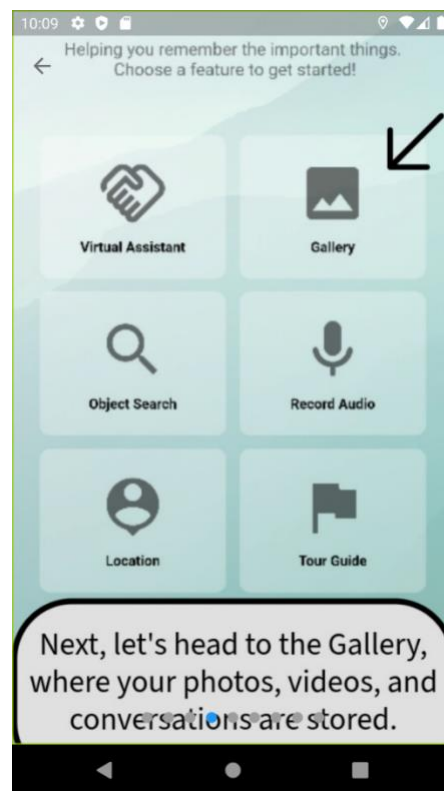 10:09
Helping you remember the important things.
Choose a feature to get started!
Virtual Assistant
Gallery
Object Search
Record Audio
Location
Tour Guide
Next, let's head to the Gallery,
where your photos, videos, and
conversations are stored.